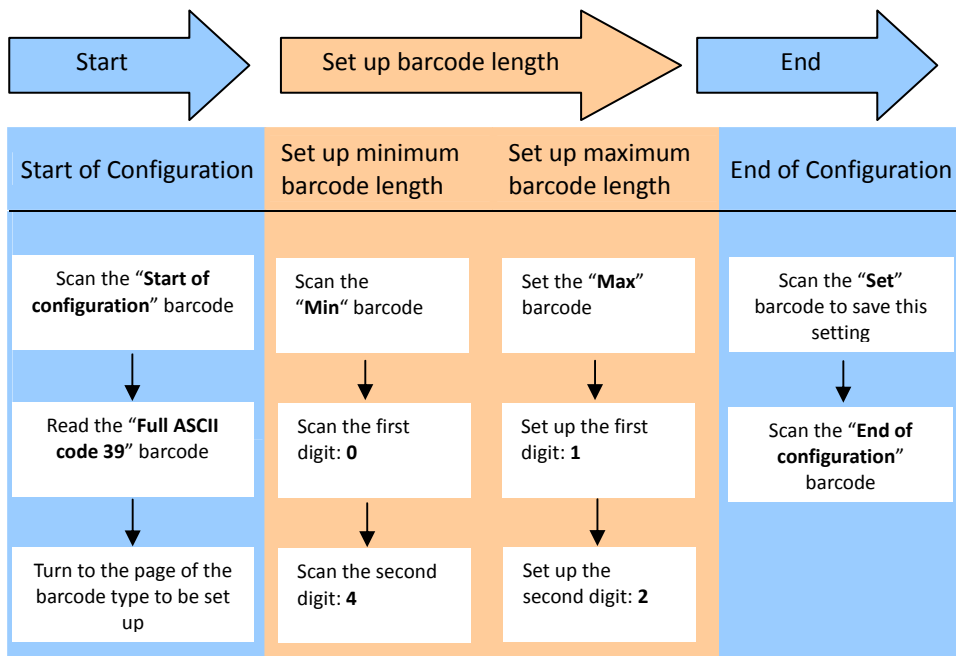 Start
Set up barcode length
End
Start of Configuration
Set up minimum
barcode length
Set up maximum
barcode length
End of Configuration
Scan the “Start of
configuration” barcode
Read the “Full ASCII
code 39” barcode
Turn to the page of the
barcode type to be set
up
Scan the
“Min“ barcode
Scan the first
digit: 0
Scan the second
digit: 4
Set the “Max”
barcode
Set up the first
digit: 1
Set up the
second digit: 2
Scan the “Set”
barcode to save this
setting
Scan the “End of
configuration”
barcode